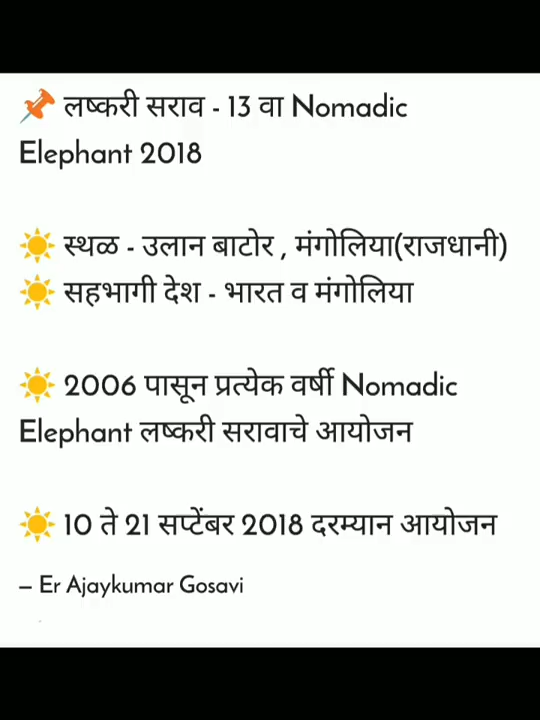 📌 लष्करी सराव - 13 वा Nomadic
Elephant 2018
☀️ स्थळ - उलान बाटोर , मंगोलिया(राजधानी)
☀️ सहभागी देश - भारत व मंगोलिया
☀️ 2006 पासून प्रत्येक वर्षी Nomadic
Elephant लष्करी सरावाचे आयोजन
☀️ 10 ते 21 सप्टेंबर 2018 दरम्यान आयोजन
– Er Ajaykumar Gosavi